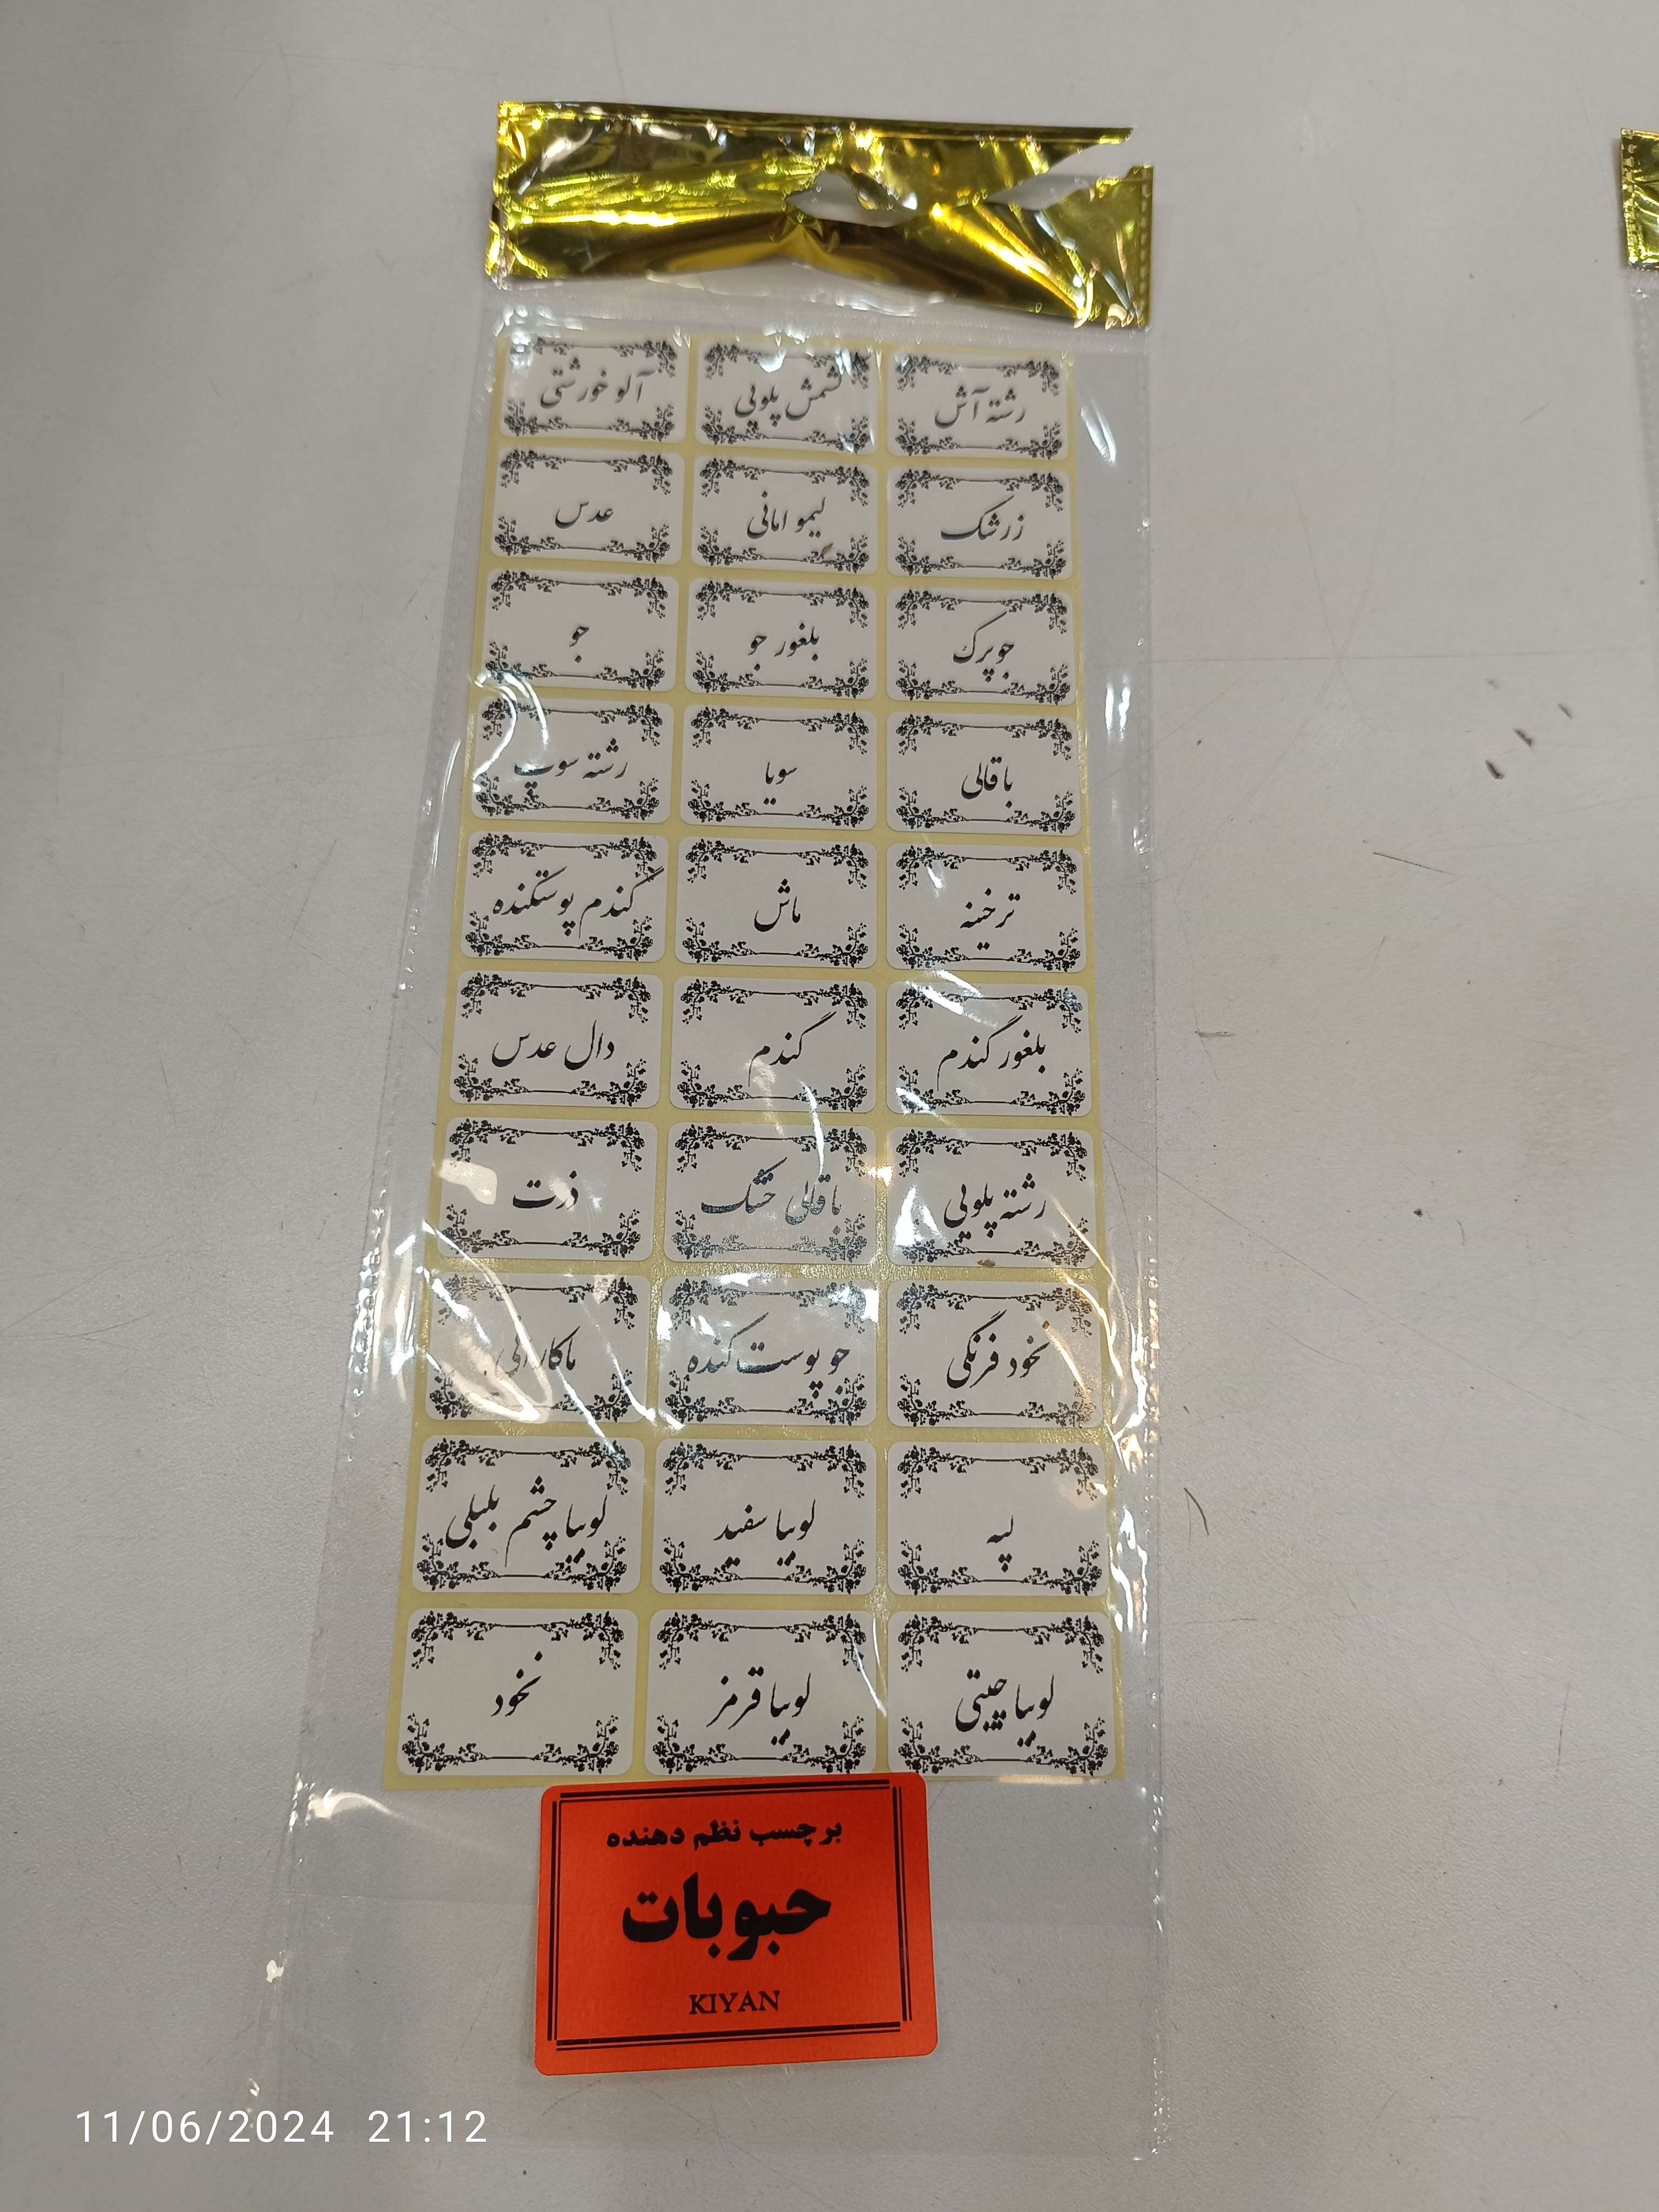 رشته آش
کشمش پلویی
آلو خورشتی
زرشک
لیمو امانی
عدس
جو پرک
بلغور جو
جو
باقالی
سویا
رشته سوپ
ترخینه
ماش
گندم پوستکنده
بلغور گندم
گندم
دال عدس
رشته پلویی
باقالی خشک
ذرت
نخود فرنگی
جو پوست کنده
ماکارانی
لپه
لوبیا سفید
لوبیا چشم بلبلی
لوبیا چیتی
لوبیا قرمز
نخود
برچسب نظم دهنده
حبوبات
KIYAN
11/06/2024 21:12